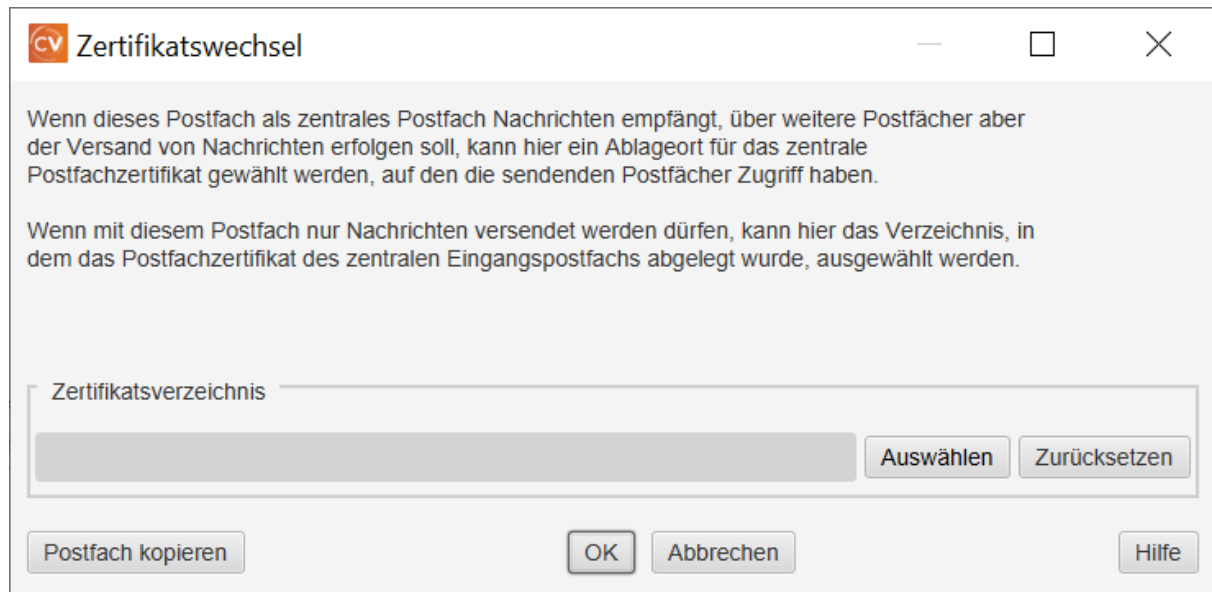 CV Zertifikatswechsel
Wenn dieses Postfach als zentrales Postfach Nachrichten empfängt, über weitere Postfächer aber
der Versand von Nachrichten erfolgen soll, kann hier ein Ablageort für das zentrale
Postfachzertifikat gewählt werden, auf den die sendenden Postfächer Zugriff haben.
Wenn mit diesem Postfach nur Nachrichten versendet werden dürfen, kann hier das Verzeichnis, in
dem das Postfachzertifikat des zentralen Eingangspostfachs abgelegt wurde, ausgewählt werden.
Zertifikatsverzeichnis
Auswählen Zurücksetzen
Postfach kopieren OK Abbrechen Hilfe